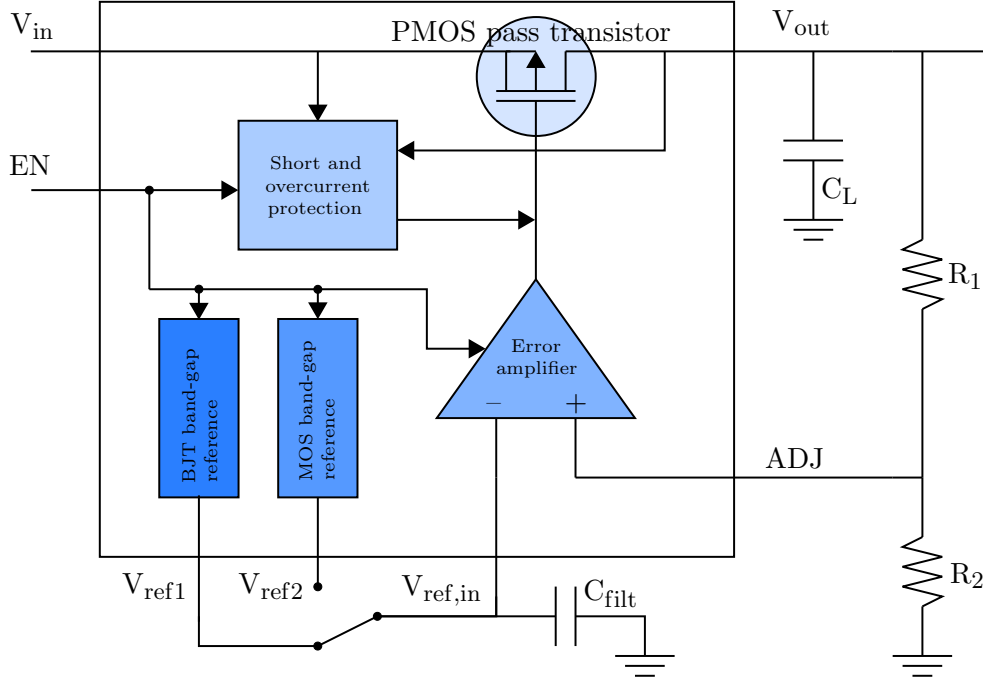 V_in
PMOS pass transistor
V_out
EN
Short and
overcurrent
protection
C_L
R_1
BJT band-gap
reference
MOS band-gap
reference
Error
amplifier
−
+
ADJ
V_ref1
V_ref2
V_ref,in
C_filt
R_2